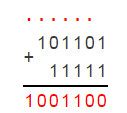 . . . . . .
101101
+
11111
1001100